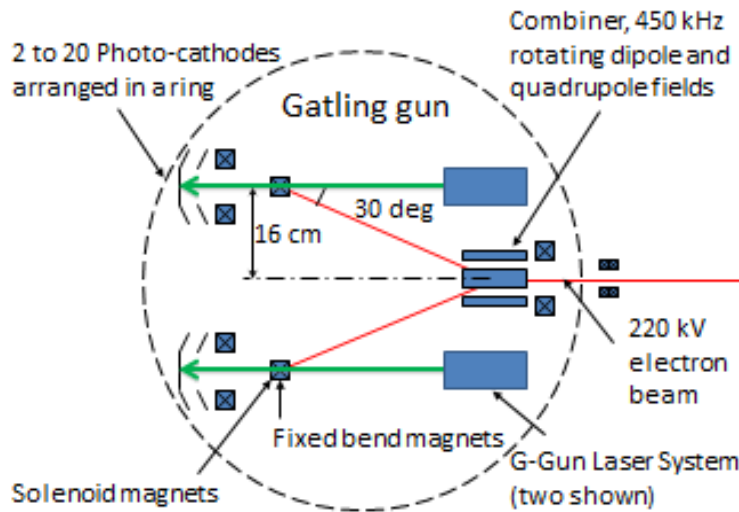 2 to 20 Photo-cathodes
arranged in a ring
Combiner, 450 kHz
rotating dipole and
quadrupole fields
Gatling gun
30 deg
16 cm
220 kV
electron
beam
Fixed bend magnets
Solenoid magnets
G-Gun Laser System
(two shown)